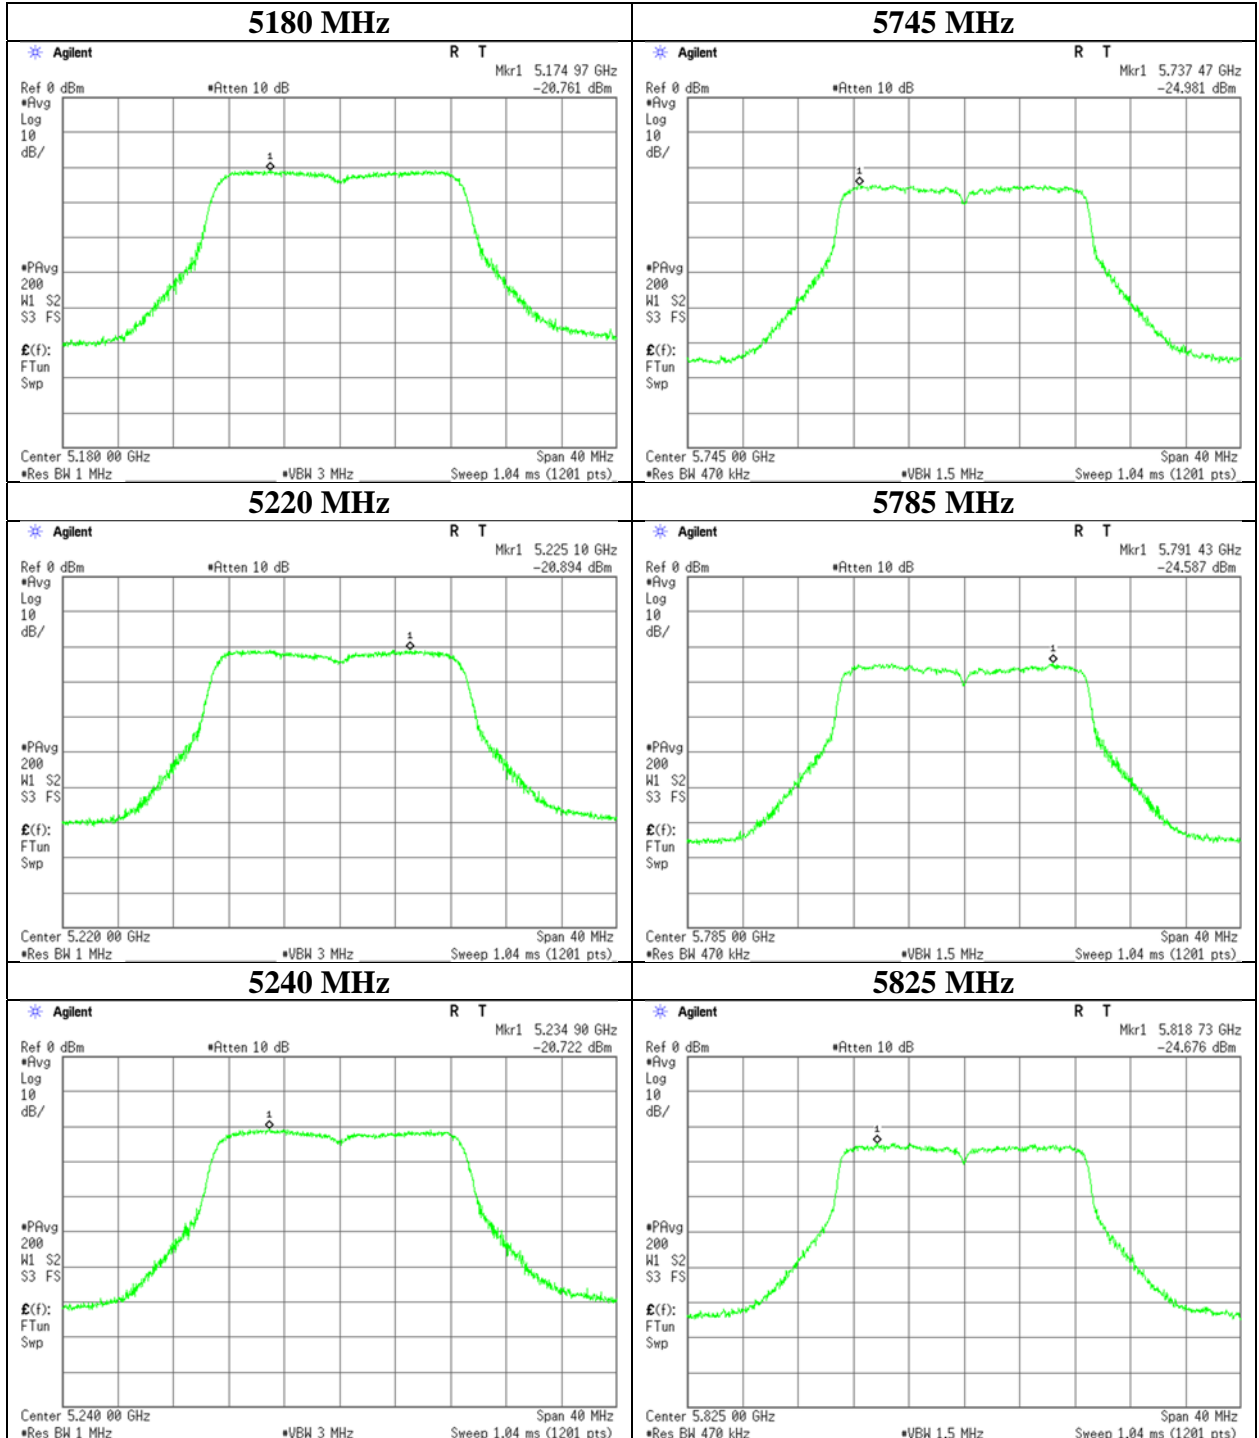 5180 MHz
Agilent
R T
Mkr1 5.174 97 GHz
Ref 0 dBm
#Atten 10 dB
-20.761 dBm
#Avg
Log
10
dB/
1
#PAvg
200
W1 S2
S3 FS
£(f):
FTun
Swp
Center 5.180 00 GHz
Span 40 MHz
#Res BW 1 MHz
#VBW 3 MHz
Sweep 1.04 ms (1201 pts)
5745 MHz
Agilent
R T
Mkr1 5.737 47 GHz
Ref 0 dBm
#Atten 10 dB
-24.981 dBm
#Avg
Log
10
dB/
1
#PAvg
200
W1 S2
S3 FS
£(f):
FTun
Swp
Center 5.745 00 GHz
Span 40 MHz
#Res BW 470 kHz
#VBW 1.5 MHz
Sweep 1.04 ms (1201 pts)
5220 MHz
Agilent
R T
Mkr1 5.225 10 GHz
Ref 0 dBm
#Atten 10 dB
-20.894 dBm
#Avg
Log
10
dB/
1
#PAvg
200
W1 S2
S3 FS
£(f):
FTun
Swp
Center 5.220 00 GHz
Span 40 MHz
#Res BW 1 MHz
#VBW 3 MHz
Sweep 1.04 ms (1201 pts)
5785 MHz
Agilent
R T
Mkr1 5.791 43 GHz
Ref 0 dBm
#Atten 10 dB
-24.587 dBm
#Avg
Log
10
dB/
1
#PAvg
200
W1 S2
S3 FS
£(f):
FTun
Swp
Center 5.785 00 GHz
Span 40 MHz
#Res BW 470 kHz
#VBW 1.5 MHz
Sweep 1.04 ms (1201 pts)
5240 MHz
Agilent
R T
Mkr1 5.234 90 GHz
Ref 0 dBm
#Atten 10 dB
-20.722 dBm
#Avg
Log
10
dB/
1
#PAvg
200
W1 S2
S3 FS
£(f):
FTun
Swp
Center 5.240 00 GHz
Span 40 MHz
#Res BW 1 MHz
#VBW 3 MHz
Sweep 1.04 ms (1201 pts)
5825 MHz
Agilent
R T
Mkr1 5.818 73 GHz
Ref 0 dBm
#Atten 10 dB
-24.676 dBm
#Avg
Log
10
dB/
1
#PAvg
200
W1 S2
S3 FS
£(f):
FTun
Swp
Center 5.825 00 GHz
Span 40 MHz
#Res BW 470 kHz
#VBW 1.5 MHz
Sweep 1.04 ms (1201 pts)